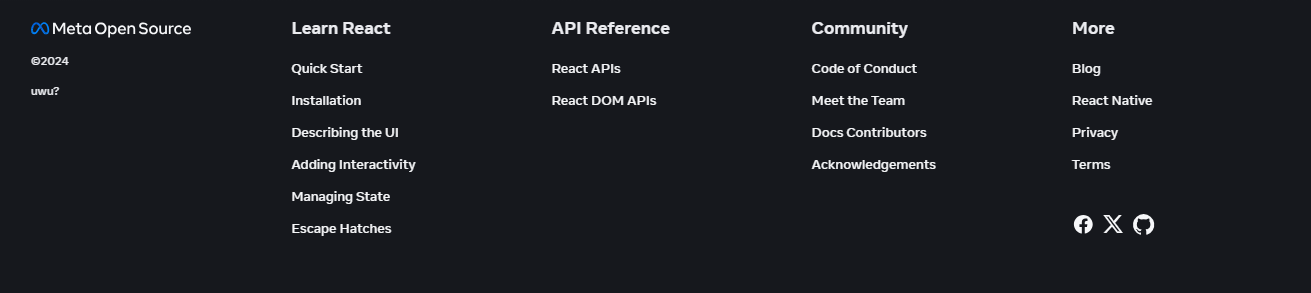 Meta Open Source
©2024
uwu?
Learn React
Quick Start
Installation
Describing the UI
Adding Interactivity
Managing State
Escape Hatches
API Reference
React APIs
React DOM APIs
Community
Code of Conduct
Meet the Team
Docs Contributors
Acknowledgements
More
Blog
React Native
Privacy
Terms